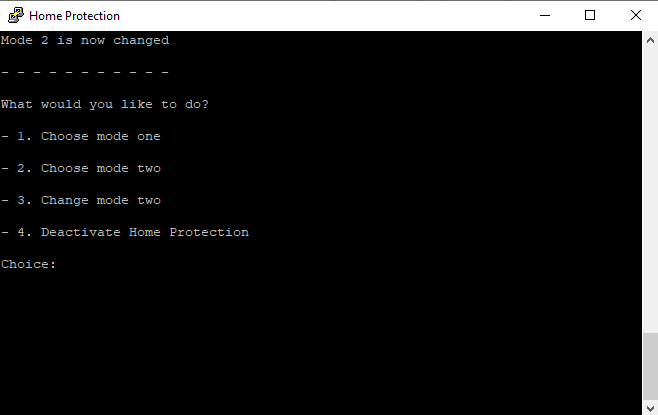 Home Protection
Mode 2 is now changed
- - - - - - - - - - -
What would you like to do?
- 1. Choose mode one
- 2. Choose mode two
- 3. Change mode two
- 4. Deactivate Home Protection
Choice: